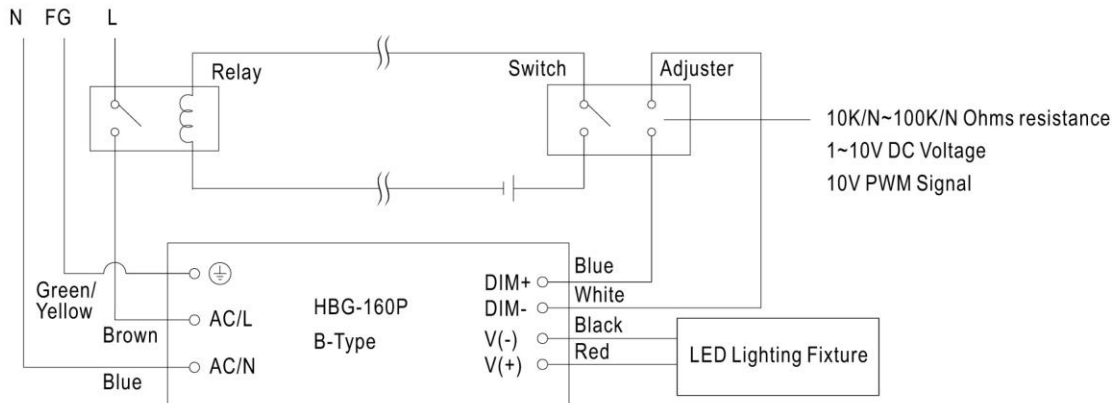 N FG L
Relay
Switch
Adjuster
10K/N~100K/N Ohms resistance
1~10V DC Voltage
10V PWM Signal
Green/
Yellow
Brown
Blue
AC/L
AC/N
HBG-160P
B-Type
DIM+
DIM-
V(-)
V(+)
Blue
White
Black
Red
LED Lighting Fixture